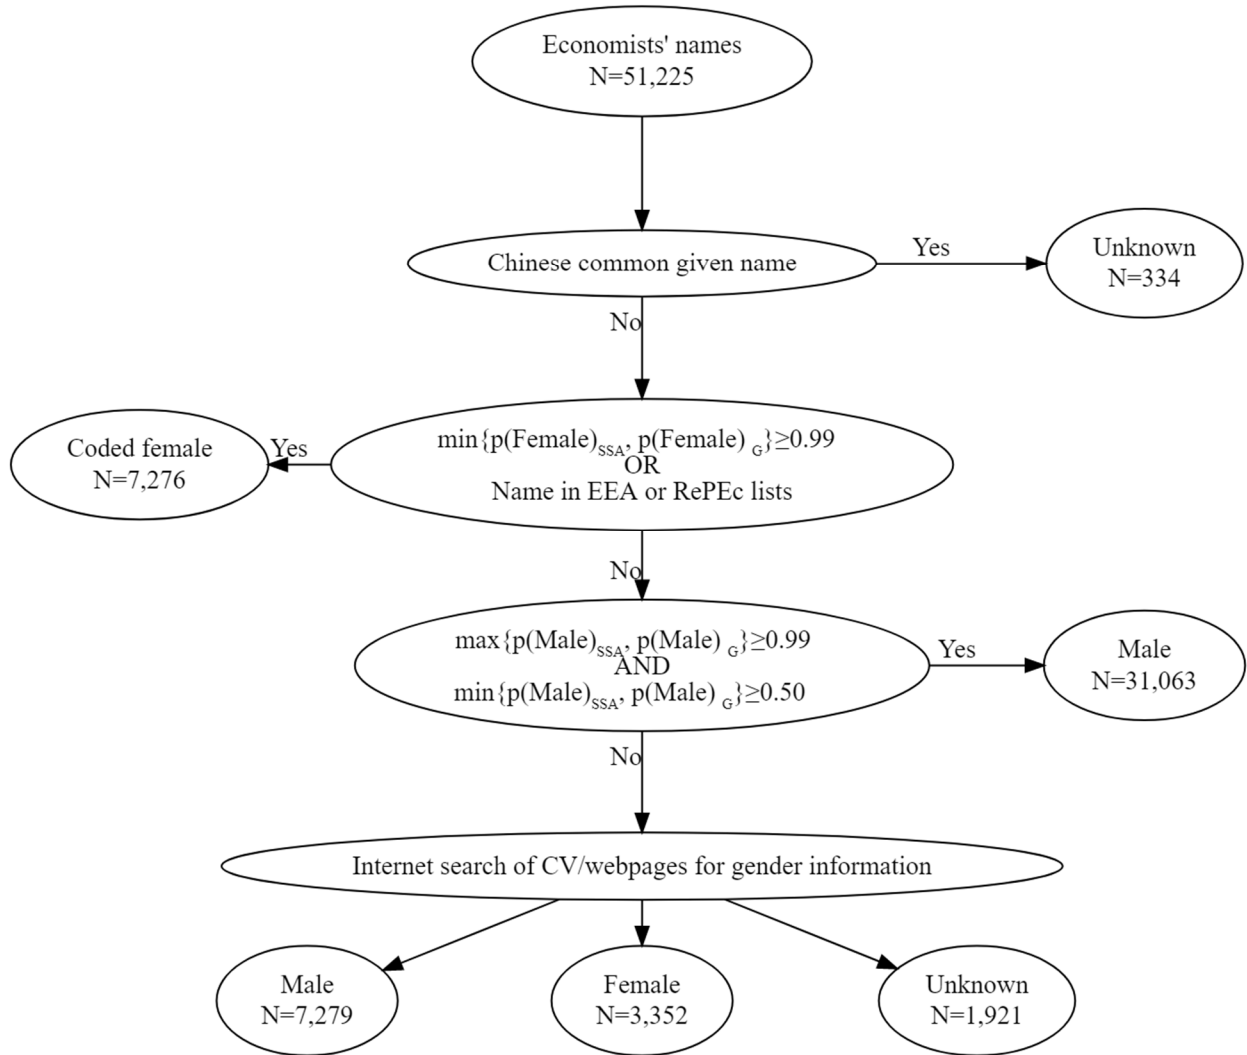 Economists' names
N=51,225
Chinese common given name
Yes
Unknown
N=334
No
Coded female
N=7,276
Yes
min{p(Female)SSA, p(Female) G}≥0.99
OR
Name in EEA or RePEc lists
No
max{p(Male)SSA, p(Male) G}≥0.99
AND
min{p(Male)SSA, p(Male) G}≥0.50
Yes
Male
N=31,063
No
Internet search of CV/webpages for gender information
Male
N=7,279
Female
N=3,352
Unknown
N=1,921